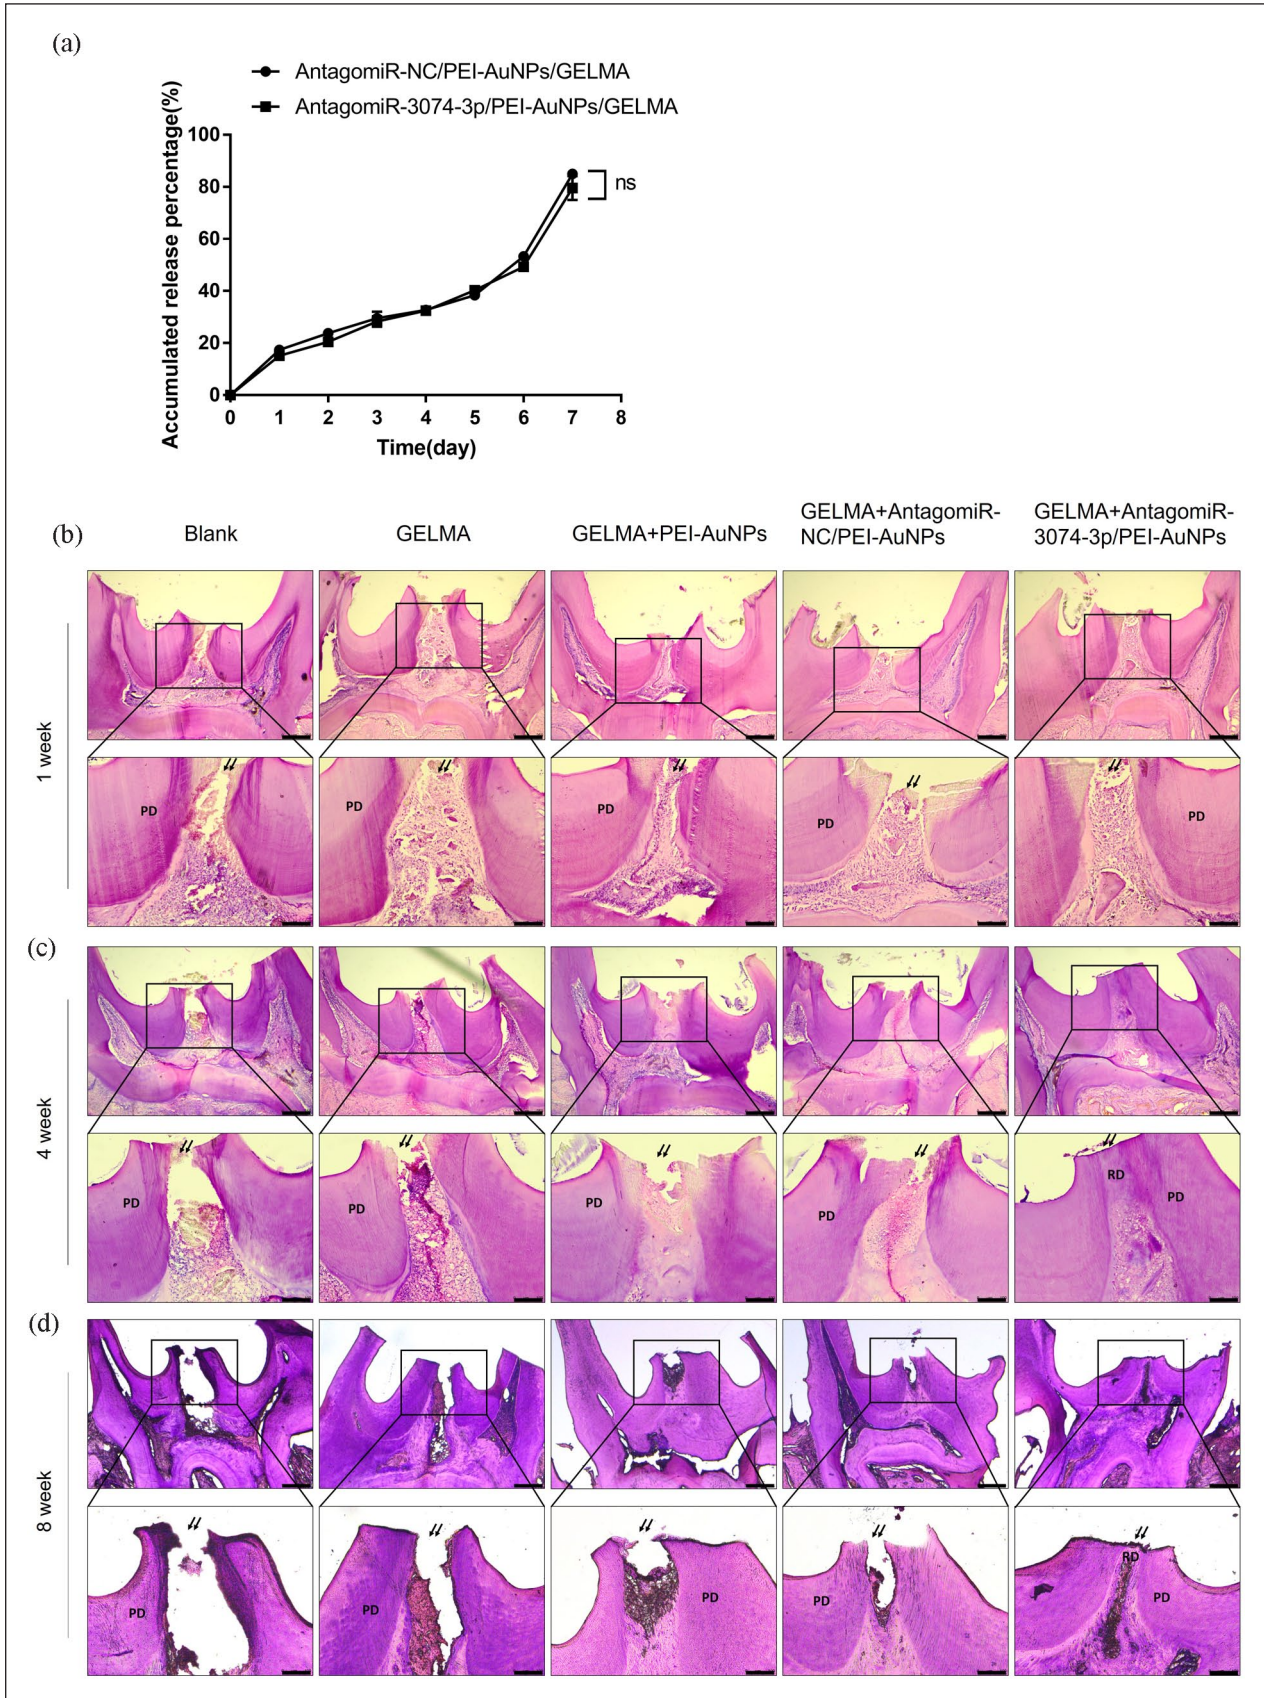 (a)
AntagomiR-NC/PEI-AuNPs/GELMA
AntagomiR-3074-3p/PEI-AuNPs/GELMA
Accumulated release percentage(%)
100
80
60
40
20
0
ns
0 1 2 3 4 5 6 7 8
Time(day)
(b)
Blank
GELMA
GELMA+PEI-AuNPs
GELMA+AntagomiR-
NC/PEI-AuNPs
GELMA+Antagomir-
3074-3p/PEI-AuNPs
1 week
PD
PD
PD
PD
PD
(c)
4 week
PD
PD
PD
PD
RD
PD
(d)
8 week
PD
PD
PD
PD
RD
PD